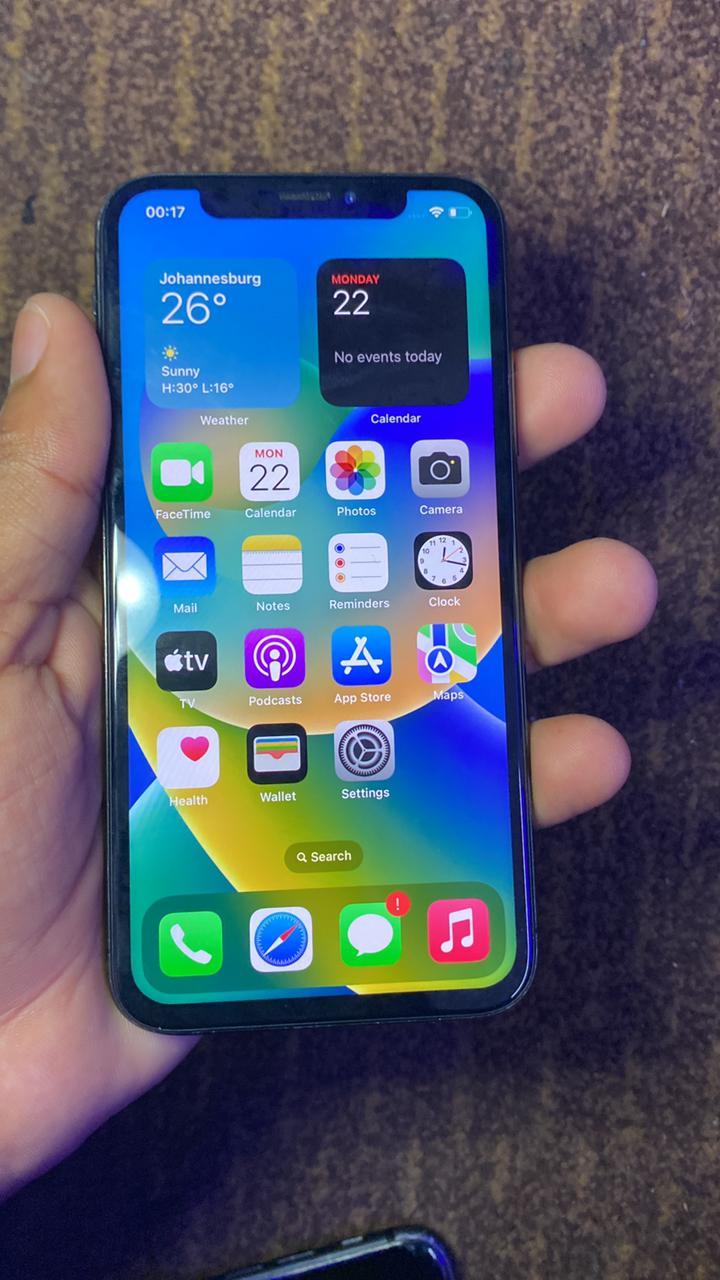 00:17
Johannesburg
26°
Sunny
H:30° L:16°
Weather
MONDAY
22
No events today
Calendar
FaceTime
MON
22
Calendar
Photos
Camera
Mail
Notes
Reminders
Clock
tv
TV
Podcasts
App Store
Maps
Health
Wallet
Settings
Search
!